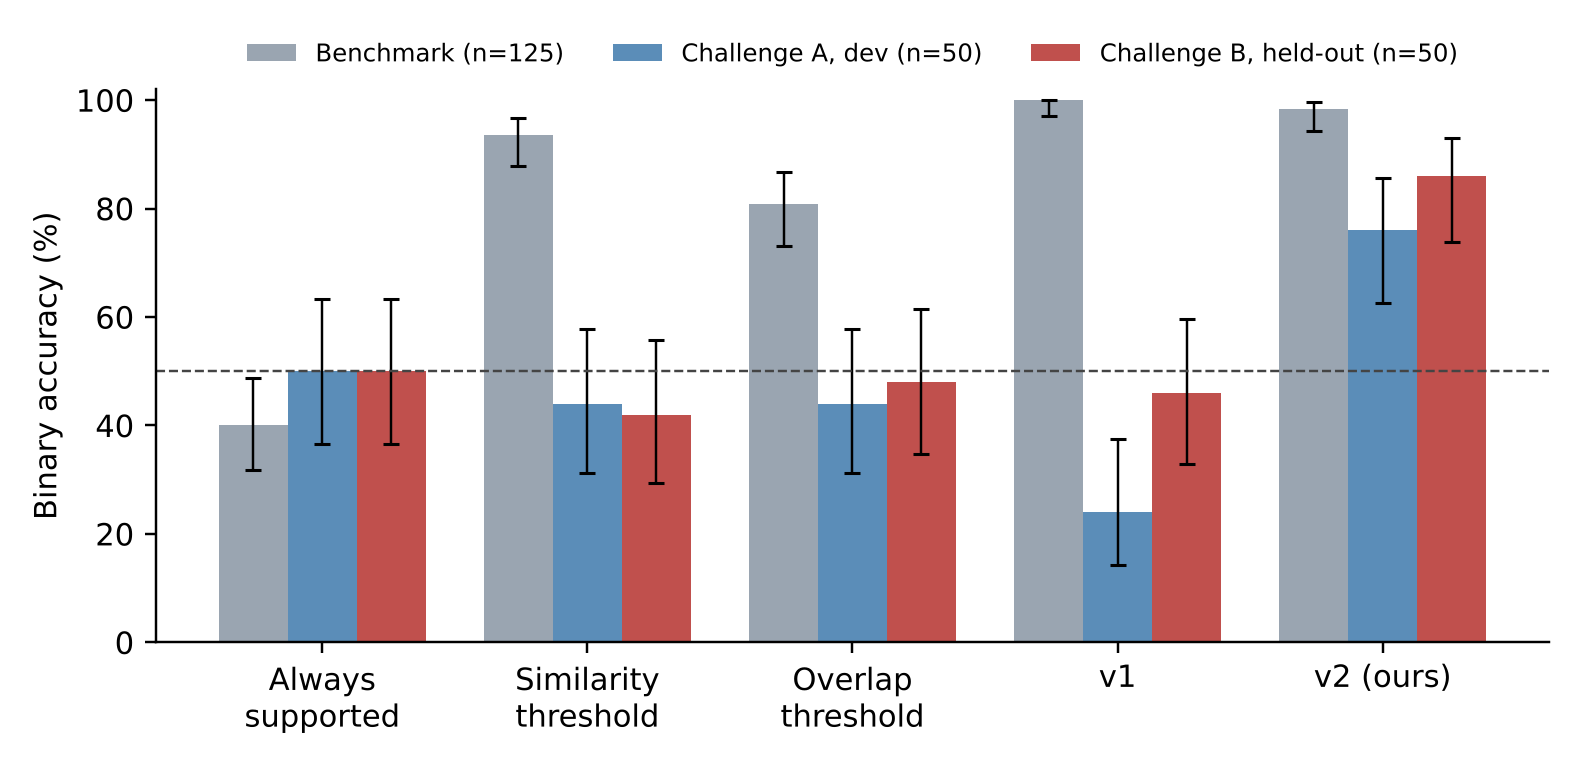 Benchmark (n=125) Challenge A, dev (n=50) Challenge B, held-out (n=50)
Binary accuracy (%)
100
80
60
40
20
0
Always supported
Similarity threshold
Overlap threshold
v1
v2 (ours)